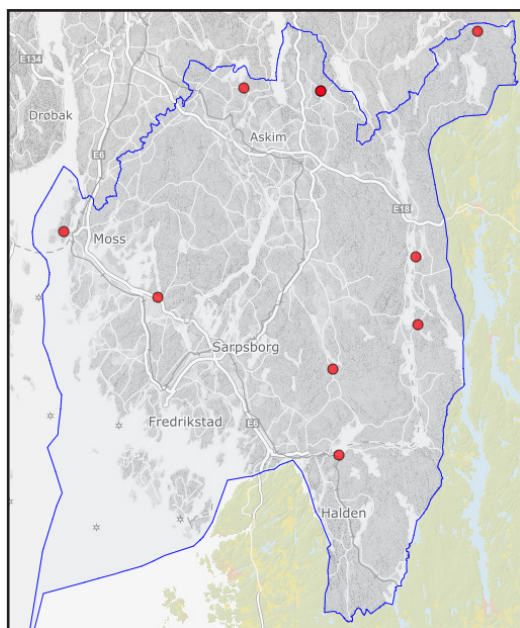 E134
Drøbak
E6
Askim
E18
Moss
Sarpsborg
Fredrikstad
E6
Halden